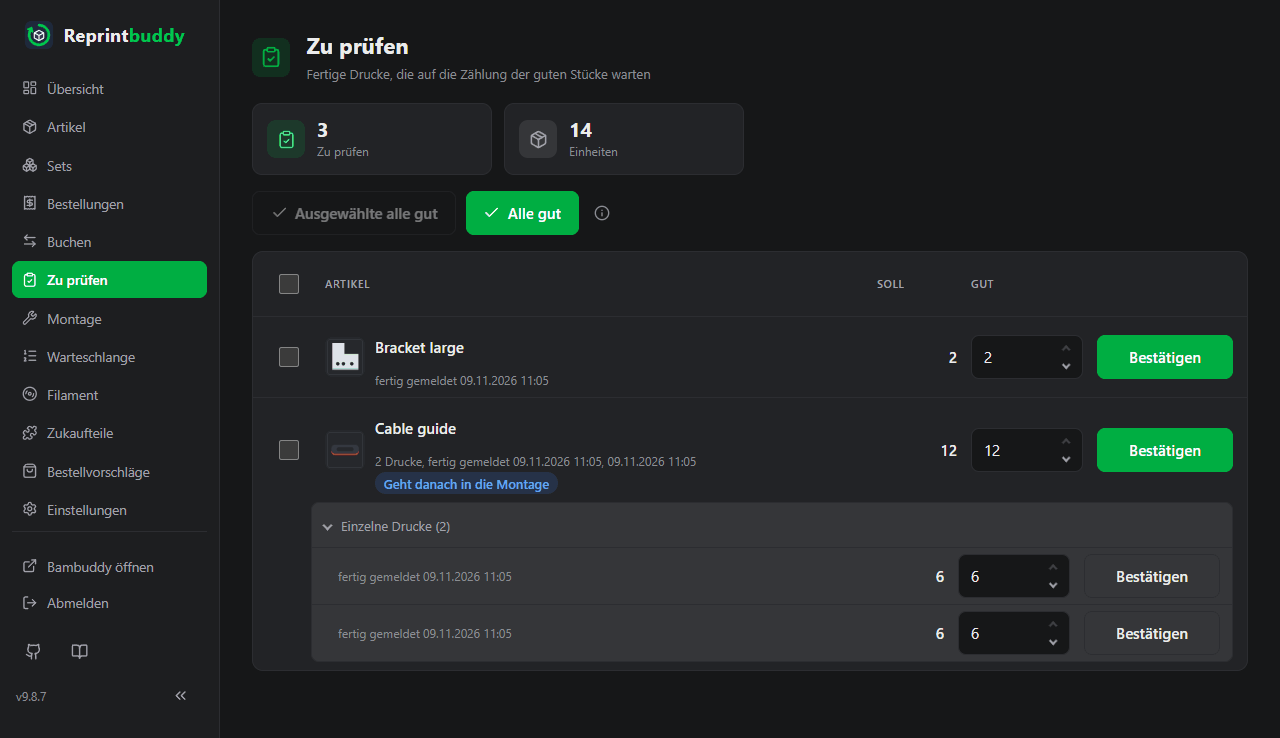 Reprintbuddy
Übersicht
Artikel
Sets
Bestellungen
Buchen
Zu prüfen
Montage
Warteschlange
Filament
Zukaufteile
Bestellvorschläge
Einstellungen
Bambuddy öffnen
Abmelden
v9.8.7
Zu prüfen
Fertige Drucke, die auf die Zählung der guten Stücke warten
3
Zu prüfen
14
Einheiten
Ausgewählte alle gut
Alle gut
ARTIKEL SOLL GUT
Bracket large
fertig gemeldet 09.11.2026 11:05
2 2 Bestätigen
Cable guide
2 Drucke, fertig gemeldet 09.11.2026 11:05, 09.11.2026 11:05
Geht danach in die Montage
12 12 Bestätigen
Einzelne Drucke (2)
fertig gemeldet 09.11.2026 11:05 6 6 Bestätigen
fertig gemeldet 09.11.2026 11:05 6 6 Bestätigen